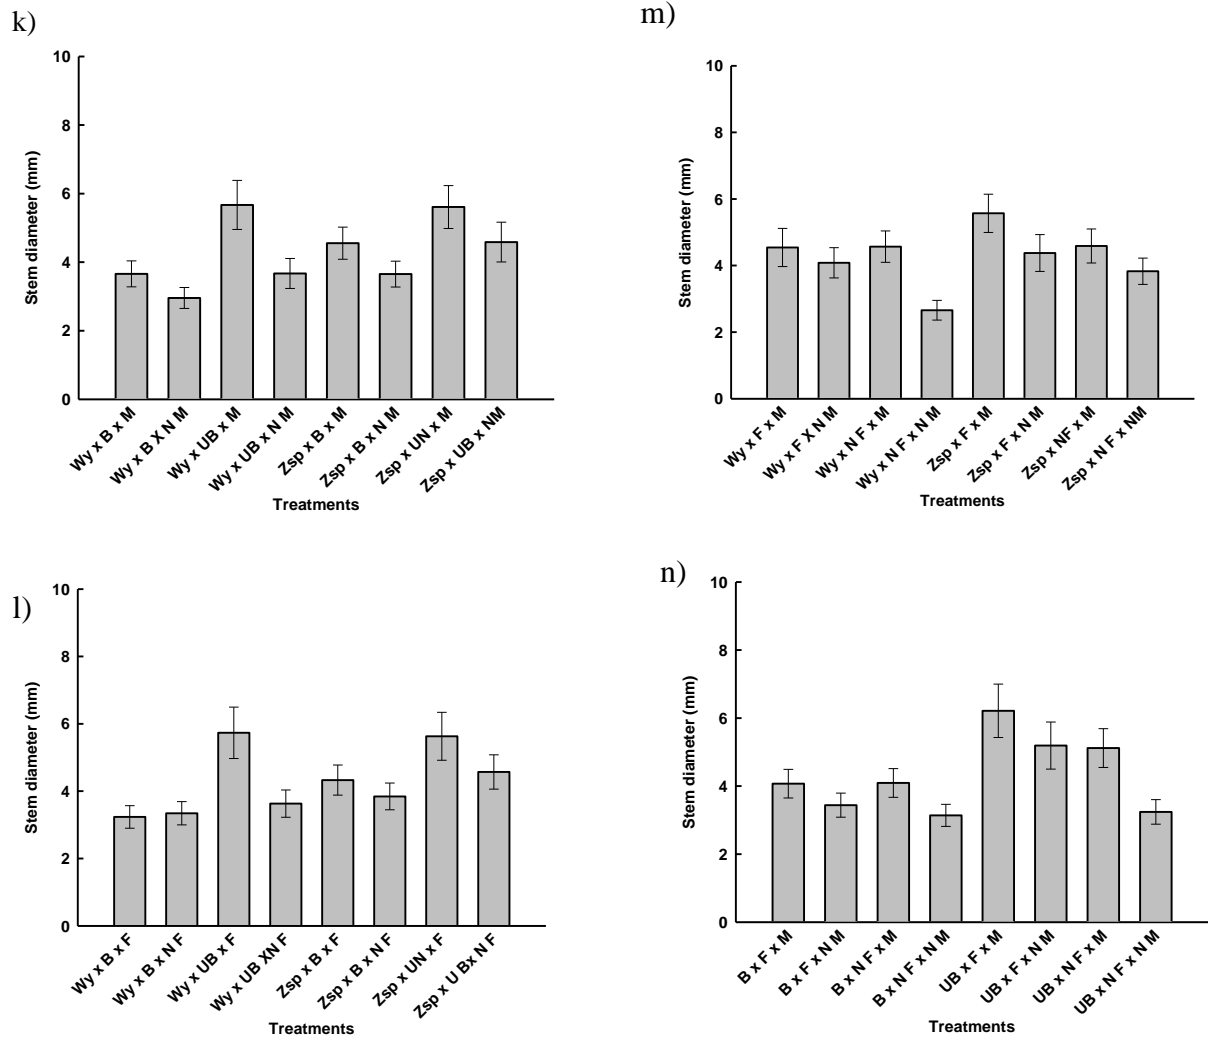 k)
10
8
6
4
2
0
Stem diameter (mm)
Wy x B x M
Wy x B X N M
Wy x UB x M
Wy x UB x N M
Zsp x B x M
Zsp x B x N M
Zsp x UN x M
Zsp x UB x NM
Treatments
m)
10
8
6
4
2
0
Stem diameter (mm)
Wy x F x M
Wy x F X N M
Wy x N F x M
Wy x N F x N M
Zsp x F x M
Zsp x F x N M
Zsp x NF x M
Zsp x N F x NM
Treatments
l)
10
8
6
4
2
0
Stem diameter (mm)
Wy x B x F
Wy x B x N F
Wy x UB x F
Wy x UB XN F
Zsp x B x F
Zsp x B x N F
Zsp x UN x F
Zsp x U Bx N F
Treatments
n)
10
8
6
4
2
0
Stem diameter (mm)
B x F x M
B x F x N M
B x N F x M
B x N F x N M
UB x F x M
UB x F x N M
UB x N F x M
UB x N F x N M
Treatments